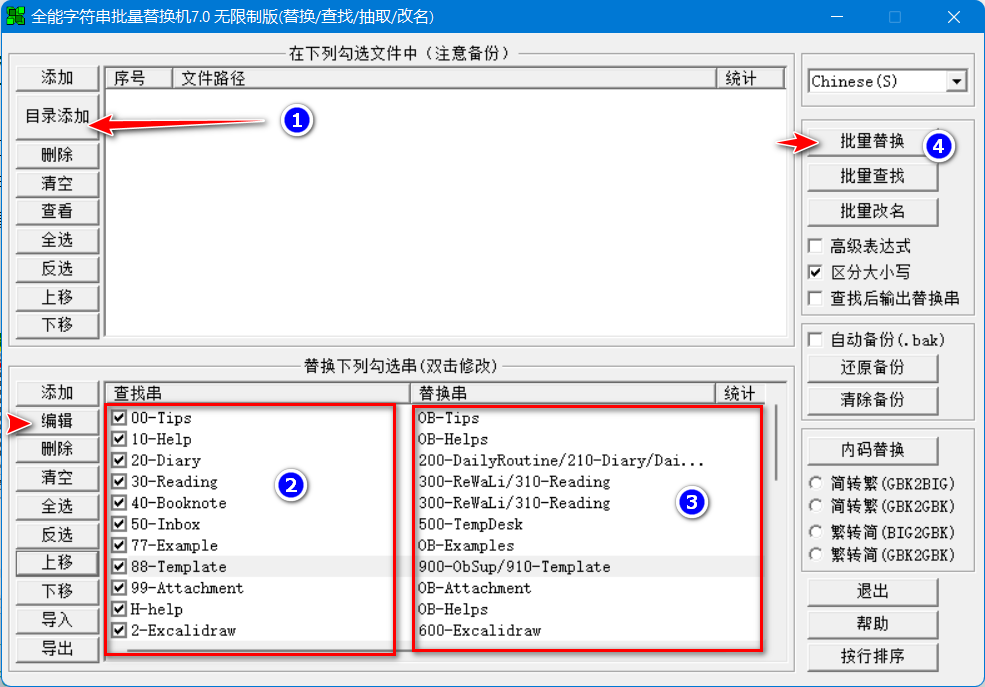 全能字符串批量替换机7.0 无限制版(替换/查找/抽取/改名)
在下列勾选文件中（注意备份）
添加
目录添加
删除
清空
查看
全选
反选
上移
下移
序号 文件路径 统计
1
Chinese(S)
批量替换
4
批量查找
批量改名
高级表达式
区分大小写
查找后输出替换串
自动备份(.bak)
还原备份
清除备份
内码替换
简转繁(GBK2BIG)
简转繁(GBK2GBK)
繁转简(BIG2GBK)
繁转简(GBK2GBK)
退出
帮助
按行排序
替换下列勾选串(双击修改)
添加
编辑
删除
清空
全选
反选
上移
下移
导入
导出
查找串 替换串 统计
00-Tips OB-Tips
10-Help OB-Helps
20-Diary 200-DailyRoutine/210-Diary/Dai...
30-Reading 300-ReWaLi/310-Reading
40-Booknote 300-ReWaLi/310-Reading
50-Inbox 500-TempDesk
77-Example OB-Examples
88-Template 900-ObSup/910-Template
99-Attachment OB-Attachment
H-help OB-Helps
2-Excalidraw 600-Excalidraw
2
3